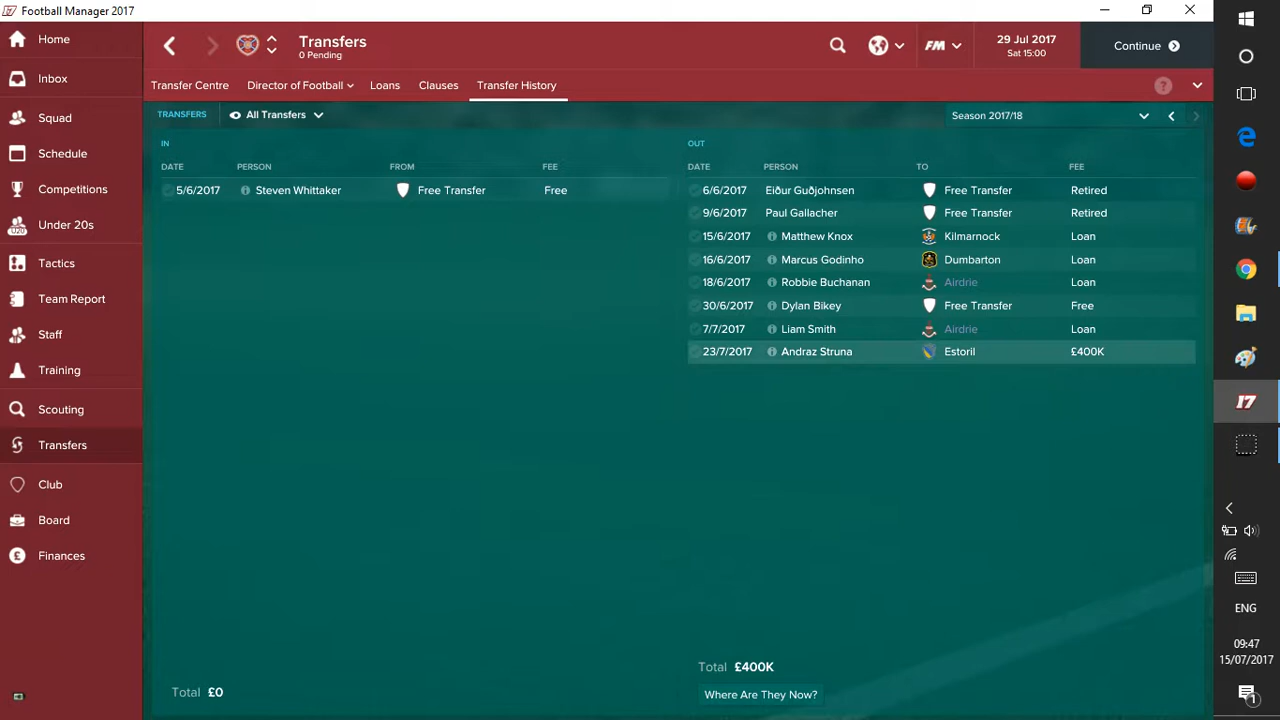 17 Football Manager 2017
Home
Inbox
Squad
Schedule
Competitions
Under 20s
Tactics
Team Report
Staff
Training
Scouting
Transfers
Club
Board
Finances
Transfers
0 Pending
FM
29 Jul 2017
Sat 15:00
Continue
Transfer Centre Director of Football Loans Clauses Transfer History ?
TRANSFERS All Transfers Season 2017/18
IN
DATE PERSON FROM FEE
5/6/2017 Steven Whittaker Free Transfer Free
Total £0
OUT
DATE PERSON TO FEE
6/6/2017 Eiður Guðjohnsen Free Transfer Retired
9/6/2017 Paul Gallacher Free Transfer Retired
15/6/2017 Matthew Knox Kilmarnock Loan
16/6/2017 Marcus Godinho Dumbarton Loan
18/6/2017 Robbie Buchanan Airdrie Loan
30/6/2017 Dylan Bikey Free Transfer Free
7/7/2017 Liam Smith Airdrie Loan
23/7/2017 Andraz Struna Estoril £400K
Total £400K
Where Are They Now?
17
ENG
09:47
15/07/2017
1